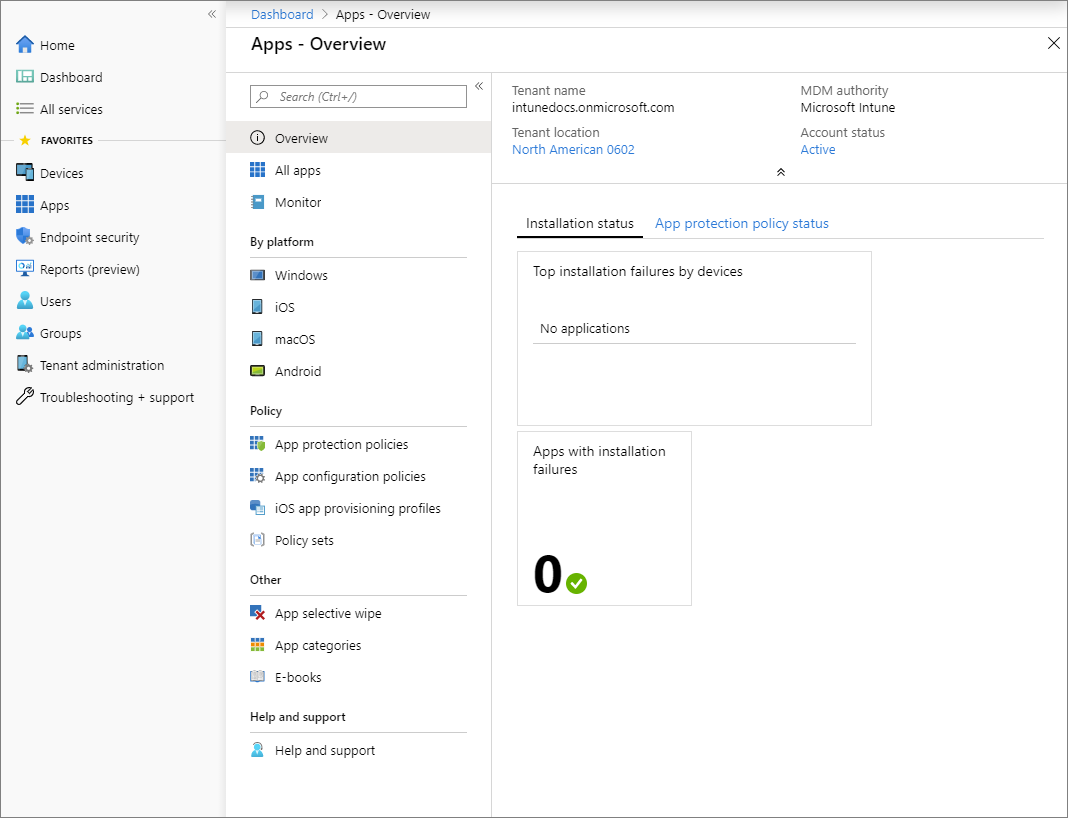 Home
Dashboard
All services
FAVORITES
Devices
Apps
Endpoint security
Reports (preview)
Users
Groups
Tenant administration
Troubleshooting + support
Dashboard > Apps - Overview
Apps - Overview
Search (Ctrl+/)
Overview
All apps
Monitor
By platform
Windows
iOS
macOS
Android
Policy
App protection policies
App configuration policies
iOS app provisioning profiles
Policy sets
Other
App selective wipe
App categories
E-books
Help and support
Help and support
Tenant name
intunedocs.onmicrosoft.com
Tenant location
North American 0602
MDM authority
Microsoft Intune
Account status
Active
Installation status
App protection policy status
Top installation failures by devices
No applications
Apps with installation
failures
0